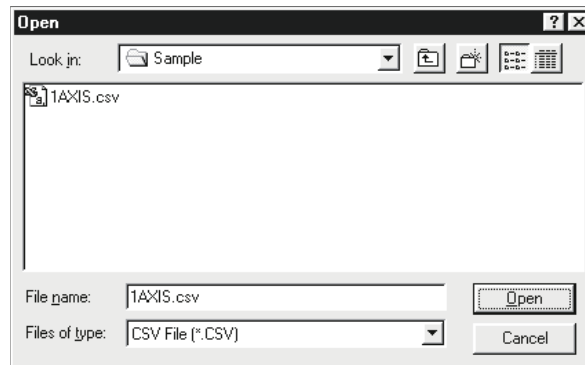 Open
Look in: Sample
1AXIS.csv
File name: 1AXIS.csv Open
Files of type: CSV File (*.CSV) Cancel